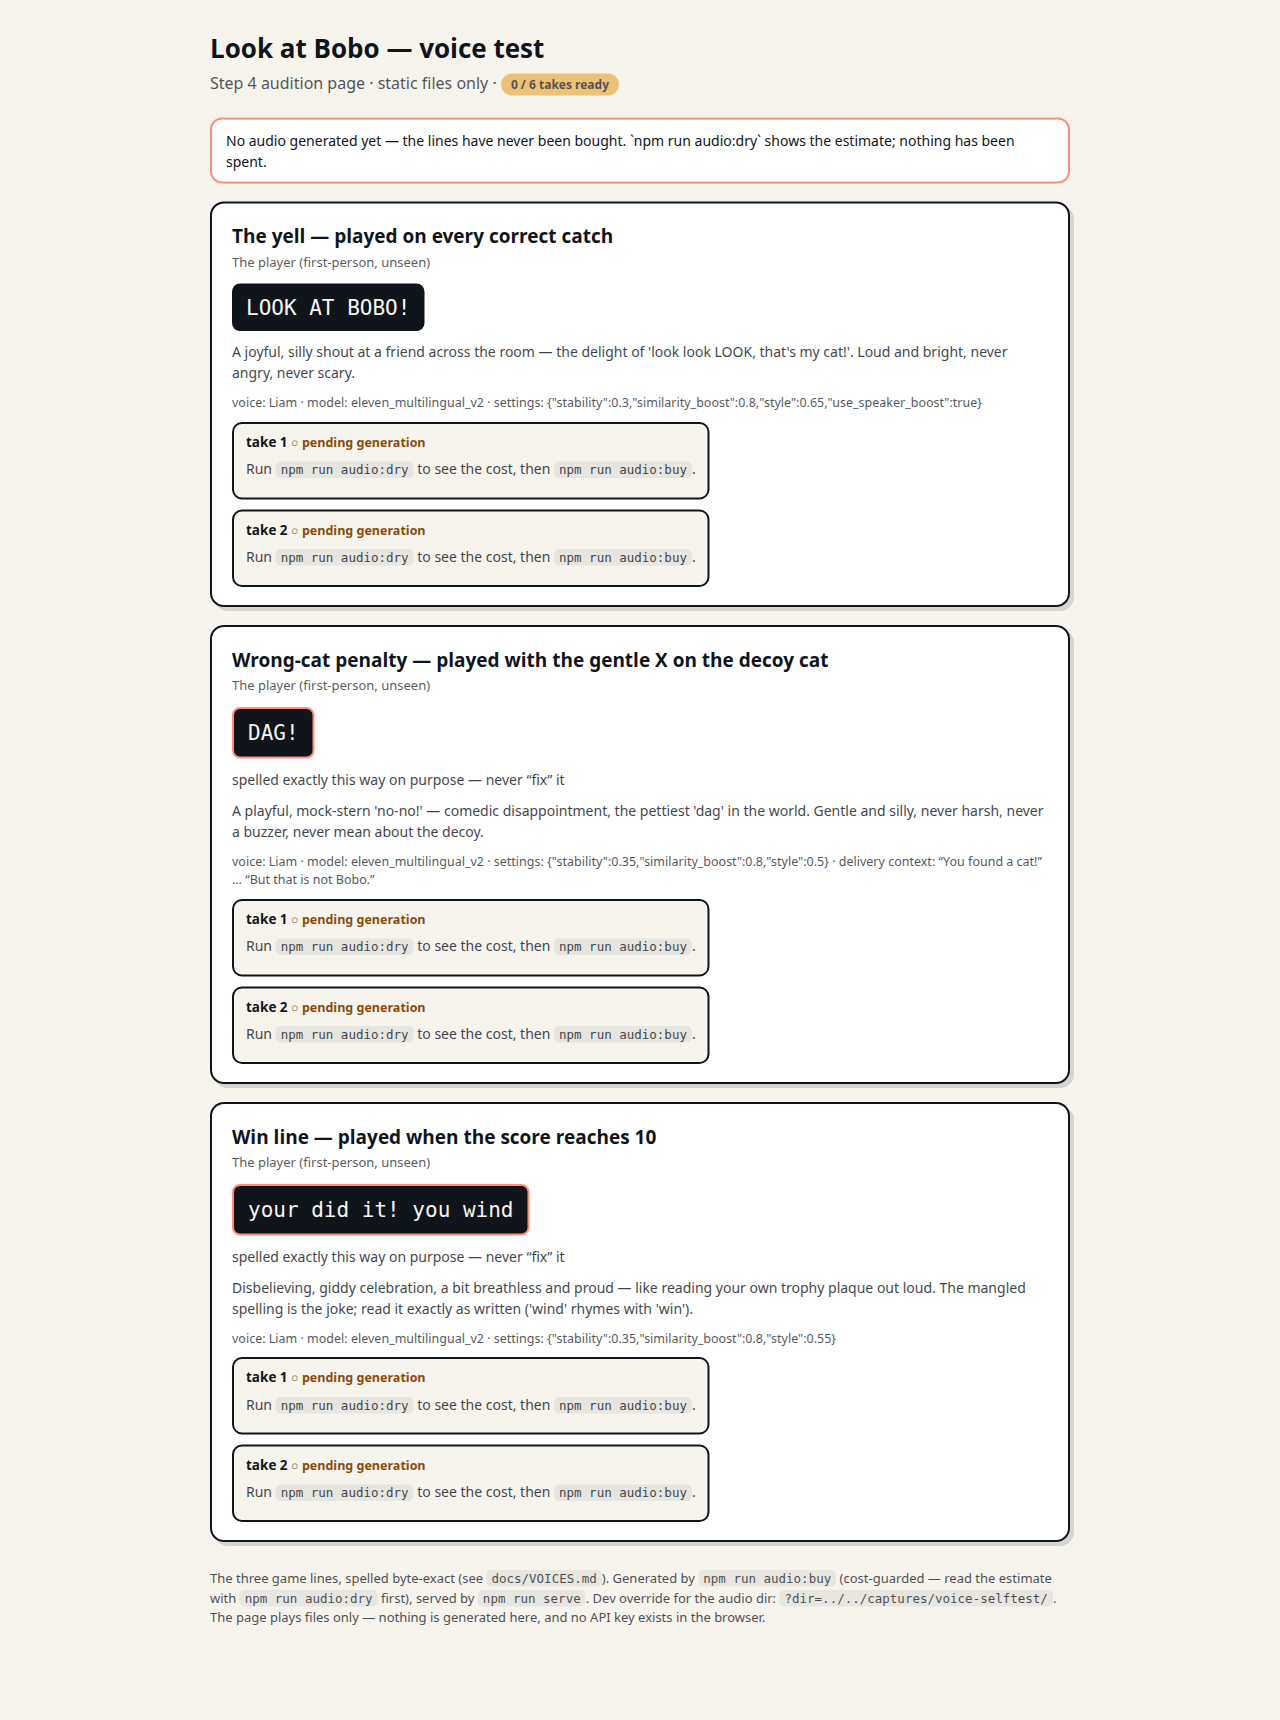 Look at Bobo — voice test
Step 4 audition page · static files only · 0 / 6 takes ready
No audio generated yet — the lines have never been bought. `npm run audio:dry` shows the estimate; nothing has been
spent.
The yell — played on every correct catch
The player (first-person, unseen)
LOOK AT BOBO!
A joyful, silly shout at a friend across the room — the delight of 'look look LOOK, that's my cat!'. Loud and bright, never
angry, never scary.
voice: Liam · model: eleven_multilingual_v2 · settings: {"stability":0.3,"similarity_boost":0.8,"style":0.65,"use_speaker_boost":true}
take 1 ○ pending generation
Run npm run audio:dry to see the cost, then npm run audio:buy.
take 2 ○ pending generation
Run npm run audio:dry to see the cost, then npm run audio:buy.
Wrong-cat penalty — played with the gentle X on the decoy cat
The player (first-person, unseen)
DAG!
spelled exactly this way on purpose — never “fix” it
A playful, mock-stern 'no-no!' — comedic disappointment, the pettiest 'dag' in the world. Gentle and silly, never harsh, never
a buzzer, never mean about the decoy.
voice: Liam · model: eleven_multilingual_v2 · settings: {"stability":0.35,"similarity_boost":0.8,"style":0.5} · delivery context: “You found a cat!”
… “But that is not Bobo.”
take 1 ○ pending generation
Run npm run audio:dry to see the cost, then npm run audio:buy.
take 2 ○ pending generation
Run npm run audio:dry to see the cost, then npm run audio:buy.
Win line — played when the score reaches 10
The player (first-person, unseen)
your did it! you wind
spelled exactly this way on purpose — never “fix” it
Disbelieving, giddy celebration, a bit breathless and proud — like reading your own trophy plaque out loud. The mangled
spelling is the joke; read it exactly as written ('wind' rhymes with 'win').
voice: Liam · model: eleven_multilingual_v2 · settings: {"stability":0.35,"similarity_boost":0.8,"style":0.55}
take 1 ○ pending generation
Run npm run audio:dry to see the cost, then npm run audio:buy.
take 2 ○ pending generation
Run npm run audio:dry to see the cost, then npm run audio:buy.
The three game lines, spelled byte-exact (see docs/VOICES.md). Generated by npm run audio:buy (cost-guarded — read the estimate
with npm run audio:dry first), served by npm run serve. Dev override for the audio dir: ?dir=../../captures/voice-selftest/.
The page plays files only — nothing is generated here, and no API key exists in the browser.